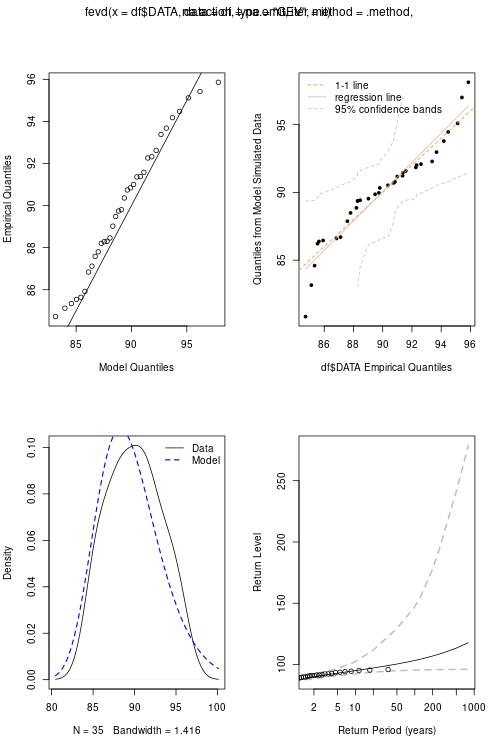 fevd(x = df$DATA,
method = .method,
96
94
92
90
88
86
Empirical Quantiles
85 90 95
Model Quantiles
1-1 line
regression line
95% confidence bands
95
90
85
Quantiles from Model Simulated Data
86 88 90 92 94 96
df$DATA Empirical Quantiles
Data
Model
0.10
0.08
0.06
0.04
0.02
0.00
Density
80 85 90 95 100
N = 35 Bandwidth = 1.416
250
200
150
100
Return Level
2 5 10 50 200 1000
Return Period (years)